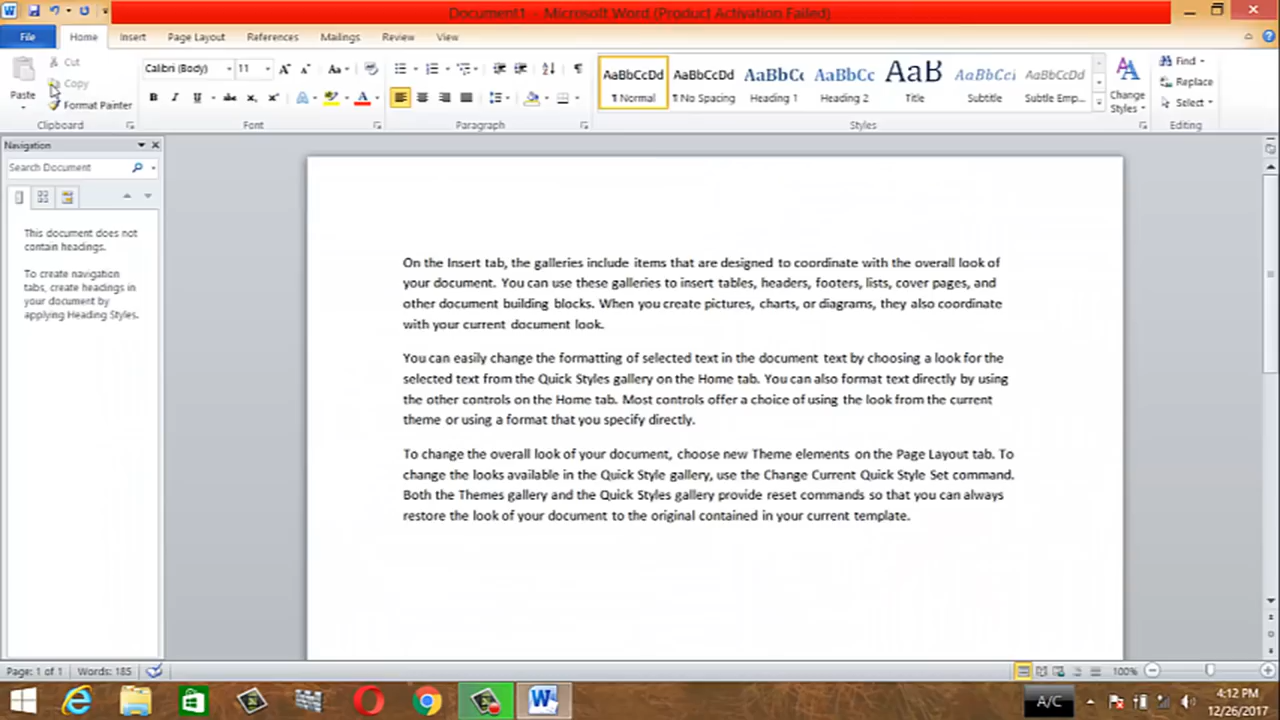 Document1 - Microsoft Word (Product Activation Failed)
File Home Insert Page Layout References Mailings Review View
Cut
Copy
Paste
Format Painter
Clipboard
Calibri (Body) 11
Font
Paragraph
AaBbCcDd AaBbCcDd AaBbCc AaBbCc AaB AaBbCc AaBbCcDd
¶ Normal ¶ No Spacing Heading 1 Heading 2 Title Subtitle Subtle Emp...
Change
Styles
Styles
Find
Replace
Select
Editing
Navigation
Search Document
This document does not
contain headings.
To create navigation
tabs, create headings in
your document by
applying Heading Styles.
On the Insert tab, the galleries include items that are designed to coordinate with the overall look of
your document. You can use these galleries to insert tables, headers, footers, lists, cover pages, and
other document building blocks. When you create pictures, charts, or diagrams, they also coordinate
with your current document look.
You can easily change the formatting of selected text in the document text by choosing a look for the
selected text from the Quick Styles gallery on the Home tab. You can also format text directly by using
the other controls on the Home tab. Most controls offer a choice of using the look from the current
theme or using a format that you specify directly.
To change the overall look of your document, choose new Theme elements on the Page Layout tab. To
change the looks available in the Quick Style gallery, use the Change Current Quick Style Set command.
Both the Themes gallery and the Quick Styles gallery provide reset commands so that you can always
restore the look of your document to the original contained in your current template.
Page: 1 of 1 Words: 185 100%
A/C
4:12 PM
12/26/2017